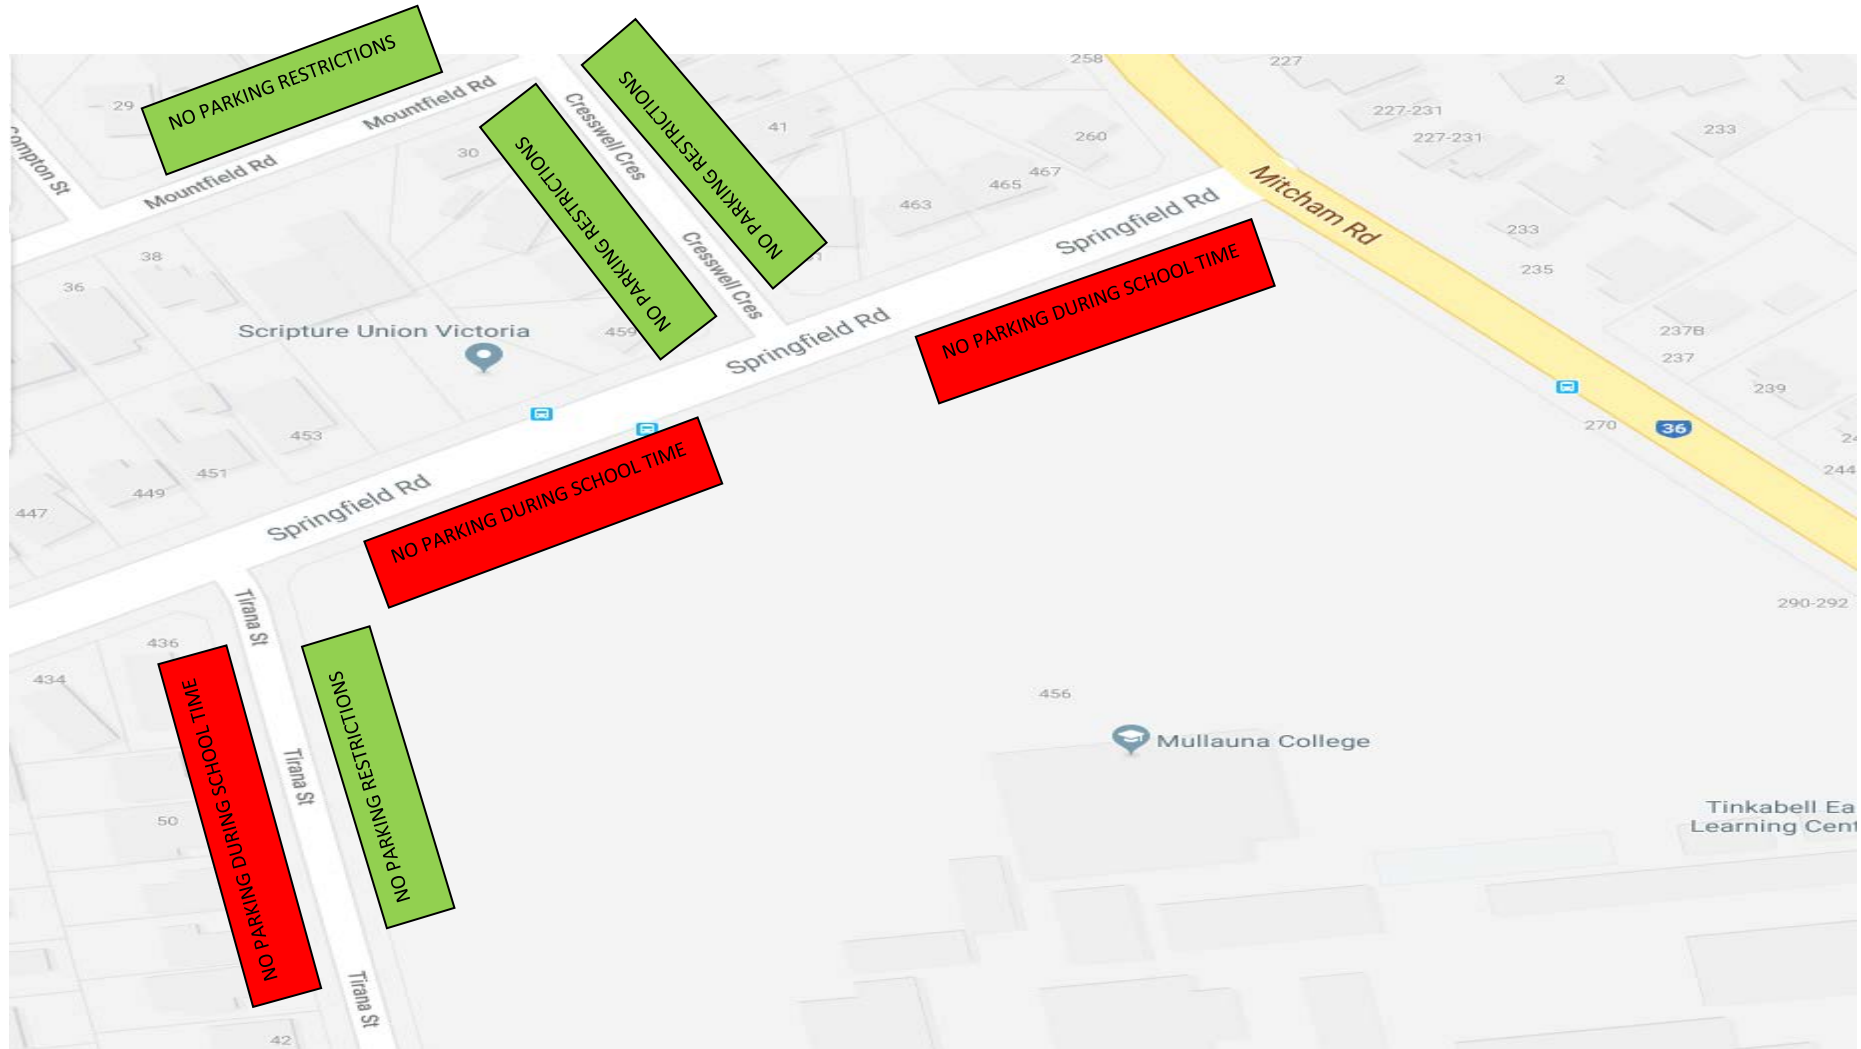 NO PARKING RESTRICTIONS
NO PARKING RESTRICTIONS
NO PARKING RESTRICTIONS
258
227
2
29
Mountfield Rd
Cresswell Cres
41
227-231
227-231
233
260
30
Mountfield Rd
465
467
463
Springfield Rd
Mitcham Rd
233
235
38
36
Cresswell Cres
Scripture Union Victoria
459
Springfield Rd
NO PARKING DURING SCHOOL TIME
237B
237
239
270
36
244
453
451
449
447
Springfield Rd
NO PARKING DURING SCHOOL TIME
Tirana St
436
434
290-292
NO PARKING DURING SCHOOL TIME
NO PARKING RESTRICTIONS
456
Mullauna College
Tirana St
50
Tinkabell Ea
Learning Cent
Tirana St
42